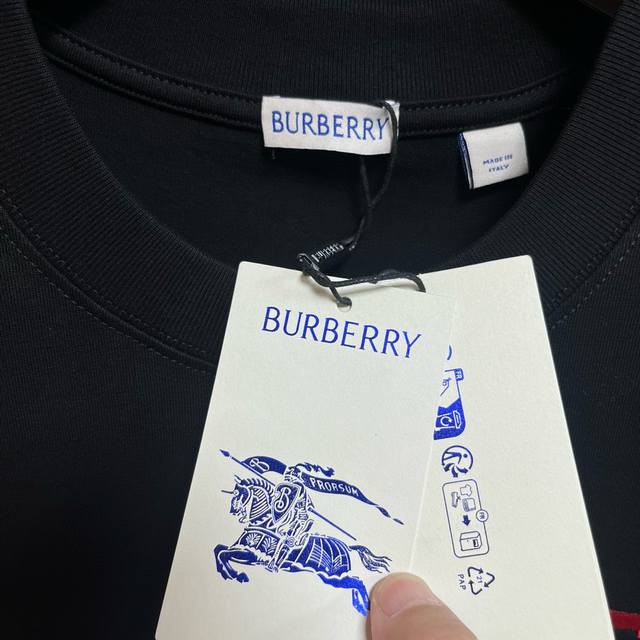 BURBERRY
MADE IN
ITALY
BURBERRY
PRORSUM
21
PAP